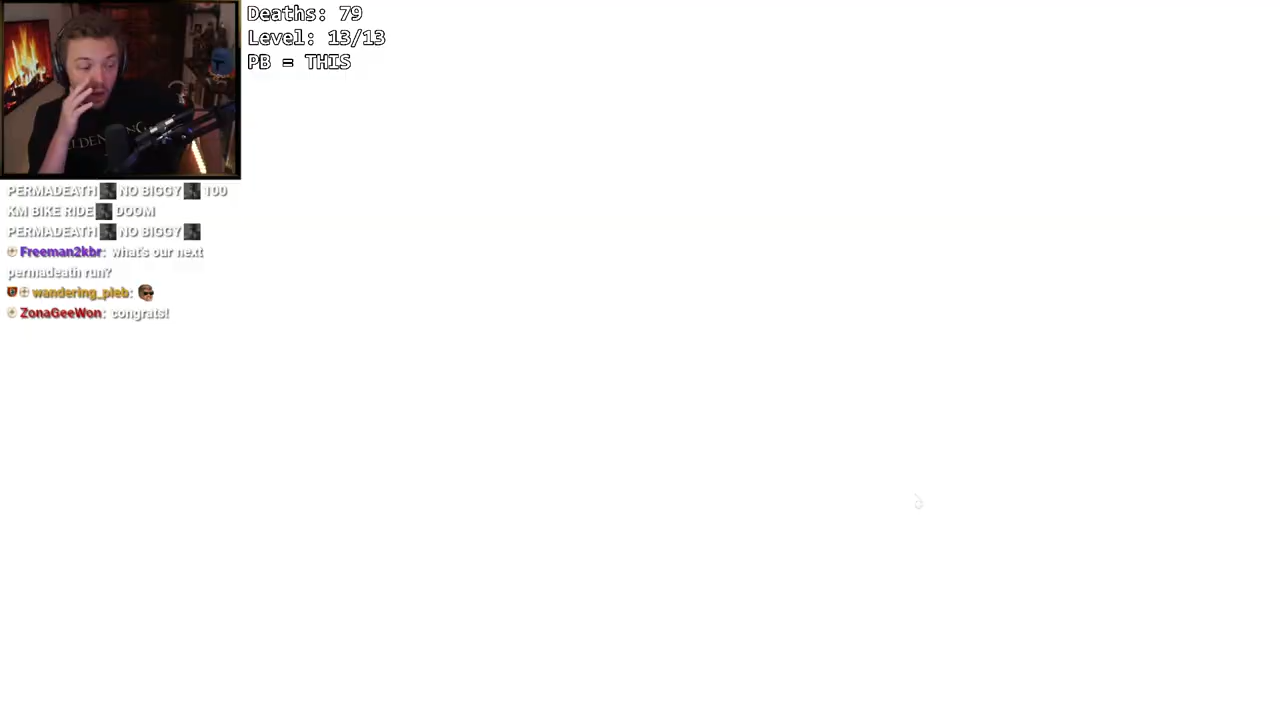 Deaths: 79
Level: 13/13
PB = THIS
PERMADEATH NO BIGGY 100
KM BIKE RIDE DOOM
PERMADEATH NO BIGGY
Freeman2kbr: what's our next
permadeath run?
wandering_pleb:
ZonaGeeWon: congrats!